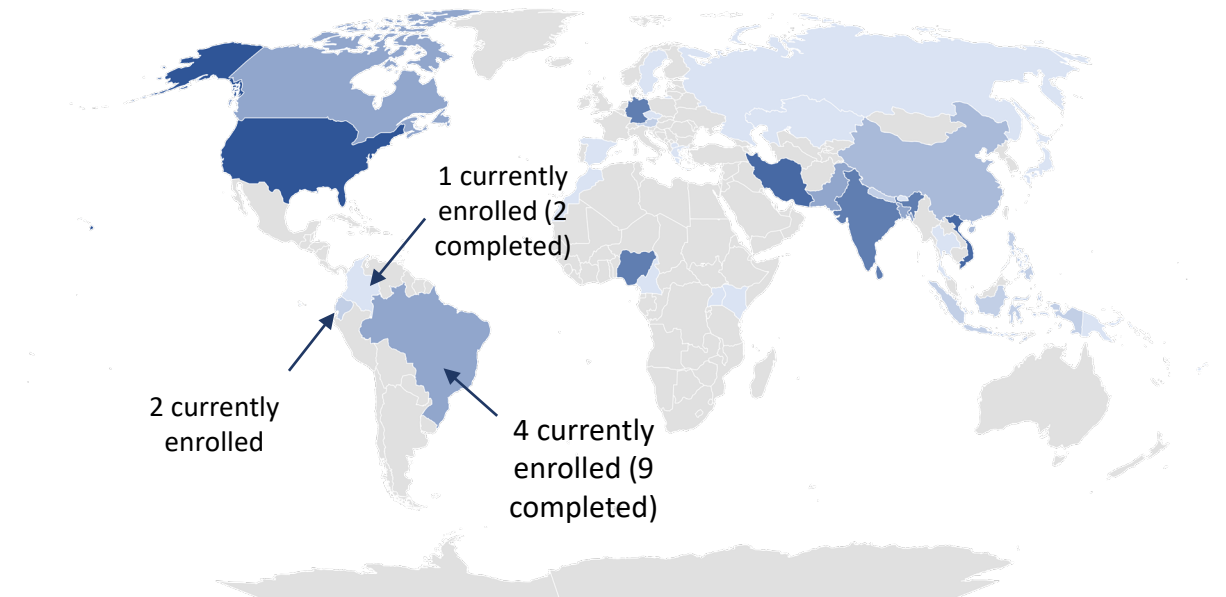 1 currently
enrolled (2
completed)
2 currently
enrolled
4 currently
enrolled (9
completed)